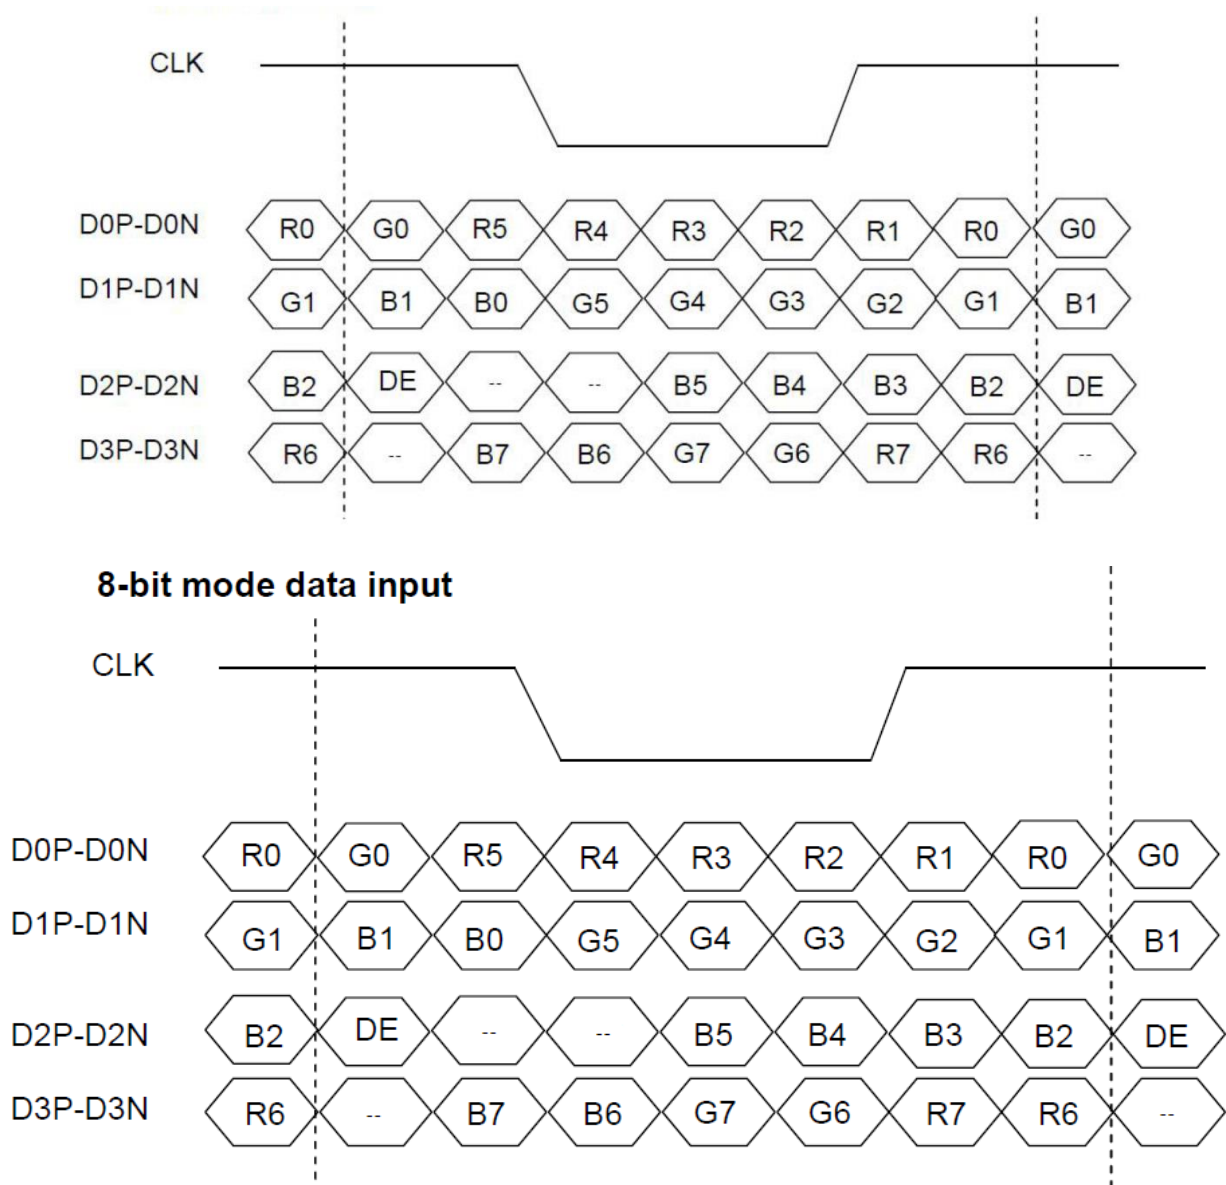 CLK
D0P-D0N R0 G0 R5 R4 R3 R2 R1 R0 G0
D1P-D1N G1 B1 B0 G5 G4 G3 G2 G1 B1
D2P-D2N B2 DE -- -- B5 B4 B3 B2 DE
D3P-D3N R6 -- B7 B6 G7 G6 R7 R6 --
8-bit mode data input
CLK
D0P-D0N R0 G0 R5 R4 R3 R2 R1 R0 G0
D1P-D1N G1 B1 B0 G5 G4 G3 G2 G1 B1
D2P-D2N B2 DE -- -- B5 B4 B3 B2 DE
D3P-D3N R6 -- B7 B6 G7 G6 R7 R6 --